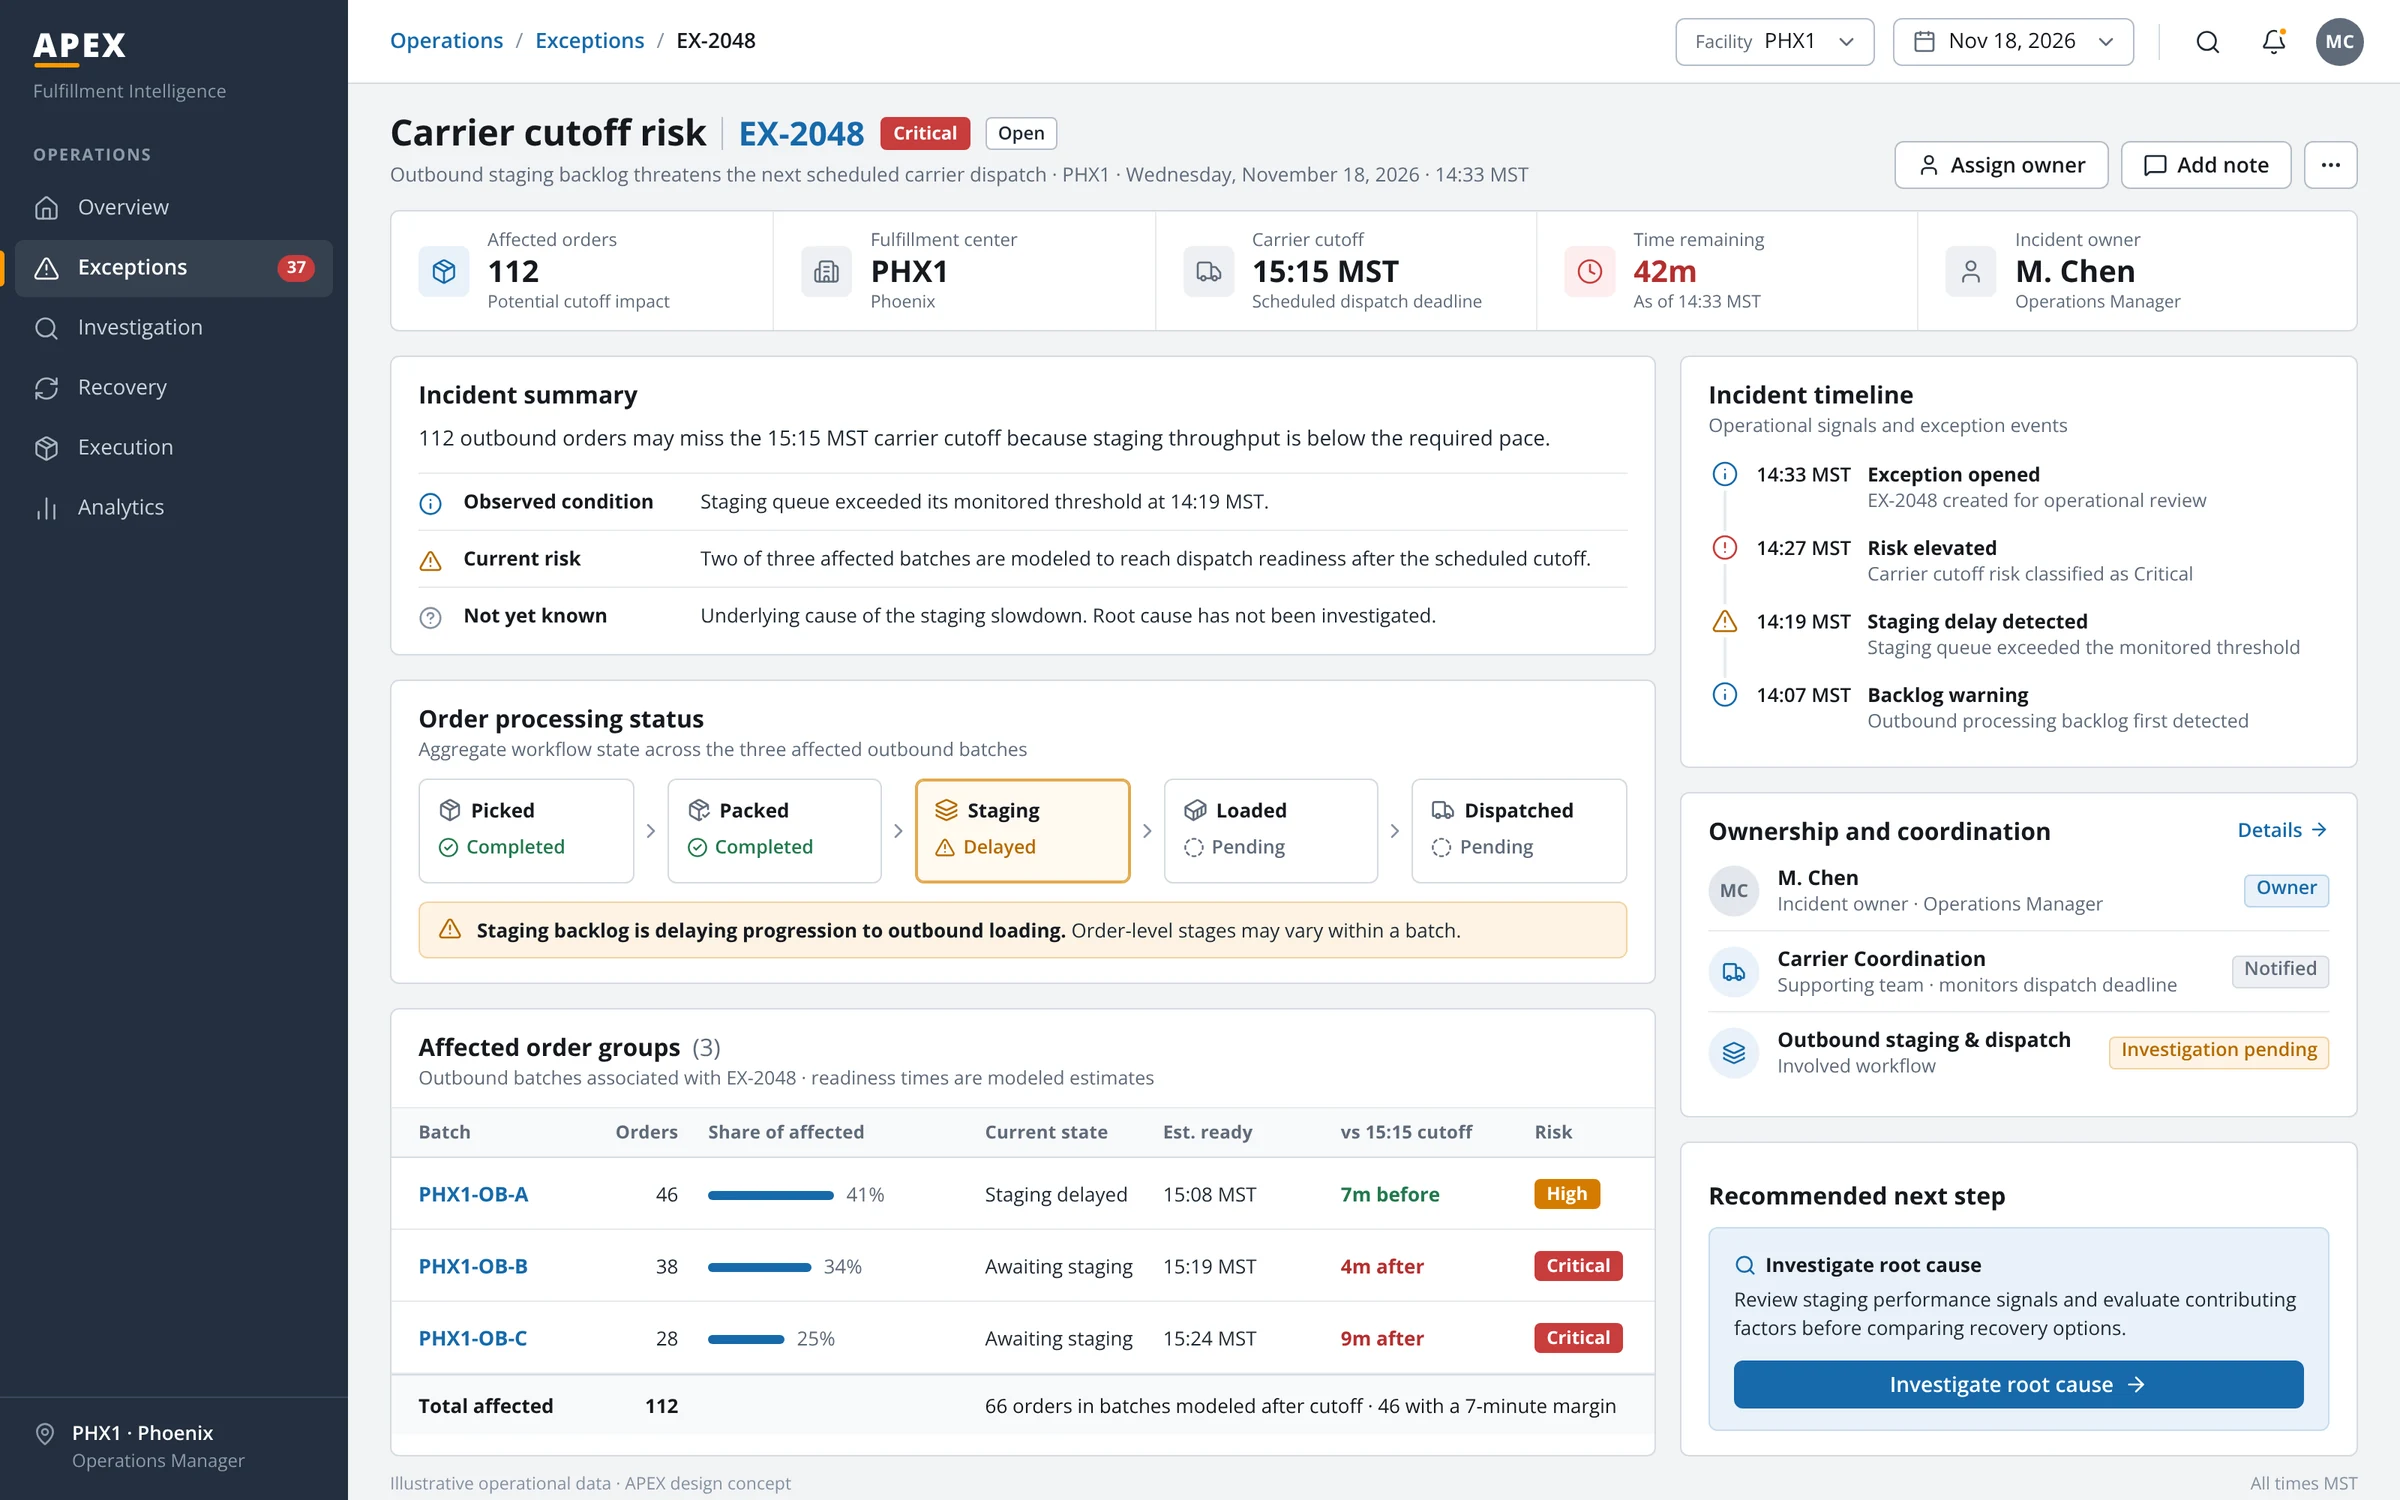 APEX
Fulfillment Intelligence
OPERATIONS
Overview
Exceptions 37
Investigation
Recovery
Execution
Analytics
PHX1 · Phoenix
Operations Manager
Operations / Exceptions / EX-2048
Facility PHX1
Nov 18, 2026
MC
Carrier cutoff risk EX-2048 Critical Open
Outbound staging backlog threatens the next scheduled carrier dispatch · PHX1 · Wednesday, November 18, 2026 · 14:33 MST
Assign owner
Add note
Affected orders
112
Potential cutoff impact
Fulfillment center
PHX1
Phoenix
Carrier cutoff
15:15 MST
Scheduled dispatch deadline
Time remaining
42m
As of 14:33 MST
Incident owner
M. Chen
Operations Manager
Incident summary
112 outbound orders may miss the 15:15 MST carrier cutoff because staging throughput is below the required pace.
Observed condition Staging queue exceeded its monitored threshold at 14:19 MST.
Current risk Two of three affected batches are modeled to reach dispatch readiness after the scheduled cutoff.
Not yet known Underlying cause of the staging slowdown. Root cause has not been investigated.
Order processing status
Aggregate workflow state across the three affected outbound batches
Picked
Completed
Packed
Completed
Staging
Delayed
Loaded
Pending
Dispatched
Pending
Staging backlog is delaying progression to outbound loading. Order-level stages may vary within a batch.
Affected order groups (3)
Outbound batches associated with EX-2048 · readiness times are modeled estimates
Batch Orders Share of affected Current state Est. ready vs 15:15 cutoff Risk
PHX1-OB-A 46 41% Staging delayed 15:08 MST 7m before High
PHX1-OB-B 38 34% Awaiting staging 15:19 MST 4m after Critical
PHX1-OB-C 28 25% Awaiting staging 15:24 MST 9m after Critical
Total affected 112 66 orders in batches modeled after cutoff · 46 with a 7-minute margin
Incident timeline
Operational signals and exception events
14:33 MST Exception opened
EX-2048 created for operational review
14:27 MST Risk elevated
Carrier cutoff risk classified as Critical
14:19 MST Staging delay detected
Staging queue exceeded the monitored threshold
14:07 MST Backlog warning
Outbound processing backlog first detected
Ownership and coordination Details
MC
M. Chen
Incident owner · Operations Manager
Owner
Carrier Coordination
Supporting team · monitors dispatch deadline
Notified
Outbound staging & dispatch
Involved workflow
Investigation pending
Recommended next step
Investigate root cause
Review staging performance signals and evaluate contributing
factors before comparing recovery options.
Investigate root cause
Illustrative operational data · APEX design concept
All times MST